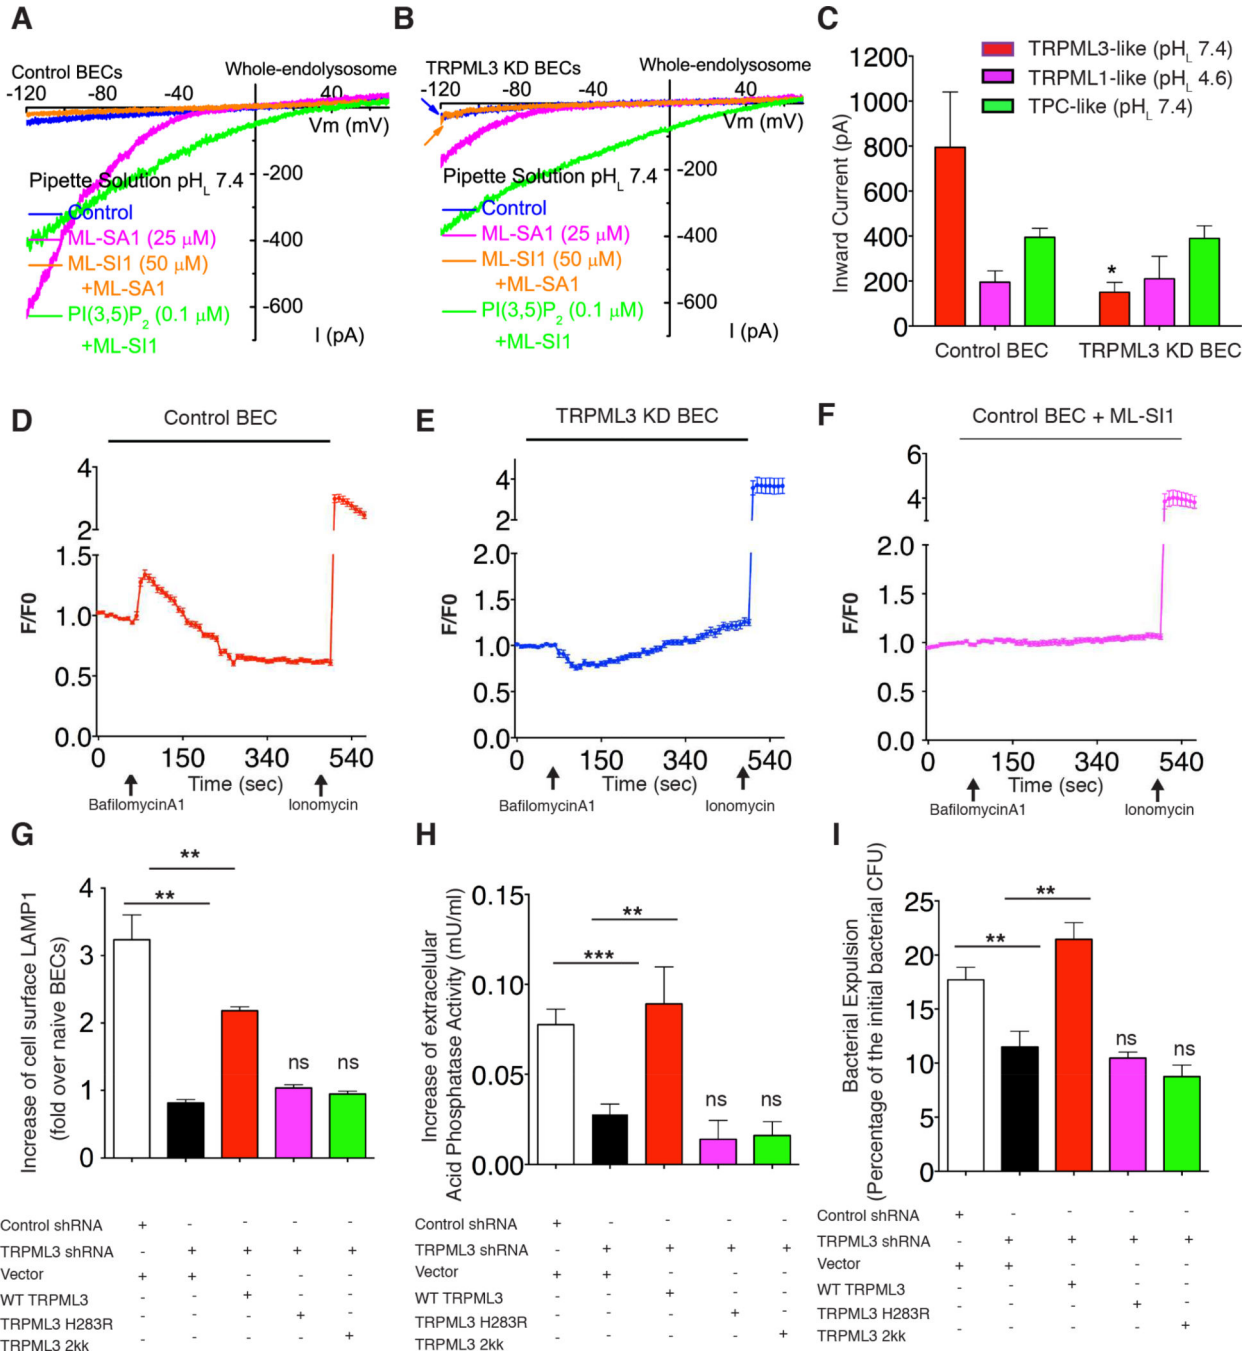 A
Control BECs
Whole-endolysosome
-120 -80 -40 40
Vm (mV)
-200
Pipette Solution pHL 7.4
Control
ML-SA1 (25 μM)
-400
ML-SI1 (50 μM)
+ML-SA1
-600
PI(3,5)P2 (0.1 μM)
+ML-SI1
I (pA)
B
TRPML3 KD BECs
Whole-endolysosome
-120 -80 -40 0 40
Vm (mV)
-200
Pipette Solution pHL 7.4
Control
ML-SA1 (25 μM)
-400
ML-SI1 (50 μM)
+ML-SA1
-600
PI(3,5)P2 (0.1 μM)
+ML-SI1
I (pA)
C
TRPML3-like (pHL 7.4)
TRPML1-like (pHL 4.6)
TPC-like (pHL 7.4)
Inward Current (pA)
1200
1000
800
600
400
200
0
*
Control BEC TRPML3 KD BEC
D
Control BEC
F/F0
4
2
1.5
1.0
0.5
0.0
0 150 340 540
Time (sec)
BafilomycinA1 Ionomycin
E
TRPML3 KD BEC
F/F0
4
2
2.0
1.5
1.0
0.5
0.0
0 150 340 540
Time (sec)
BafilomycinA1 Ionomycin
F
Control BEC + ML-SI1
F/F0
6
4
2
2.0
1.5
1.0
0.5
0.0
0 150 340 540
Time (sec)
BafilomycinA1 Ionomycin
G
Increase of cell surface LAMP1
(fold over naive BECs)
4
3
2
1
0
**
**
ns ns
Control shRNA + - - - -
TRPML3 shRNA - + + + +
Vector + + - - -
WT TRPML3 - - + - -
TRPML3 H283R - - - + -
TRPML3 2kk - - - - +
H
Increase of extracelular
Acid Phosphatase Activity (mU/ml)
0.15
0.10
0.05
0.00
**
***
ns ns
Control shRNA + - - - -
TRPML3 shRNA - + + + +
Vector + + - - -
WT TRPML3 - - + - -
TRPML3 H283R - - - + -
TRPML3 2kk - - - - +
I
Bacterial Expulsion
(Percentage of the initial bacterial CFU)
25
20
15
10
5
0
**
**
ns ns
Control shRNA + - - - -
TRPML3 shRNA - + + + +
Vector + + - - -
WT TRPML3 - - + - -
TRPML3 H283R - - - + -
TRPML3 2kk - - - - +